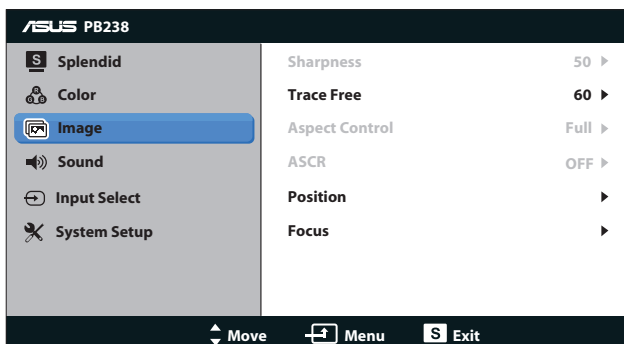 ASUS PB238
S Splendid
Color
Image
Sound
Input Select
System Setup
Sharpness 50
Trace Free 60
Aspect Control Full
ASCR OFF
Position
Focus
Move Menu S Exit